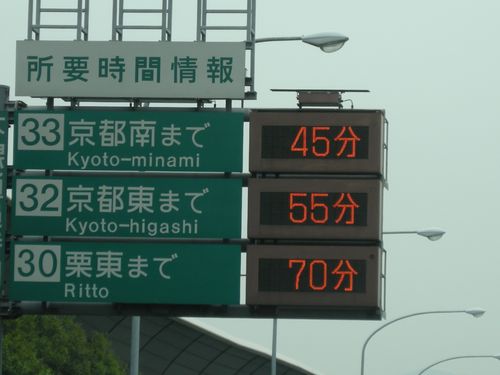 所要時間情報
33 京都南まで 45分
Kyoto-minami
32 京都東まで 55分
Kyoto-higashi
30 栗東まで 70分
Ritto